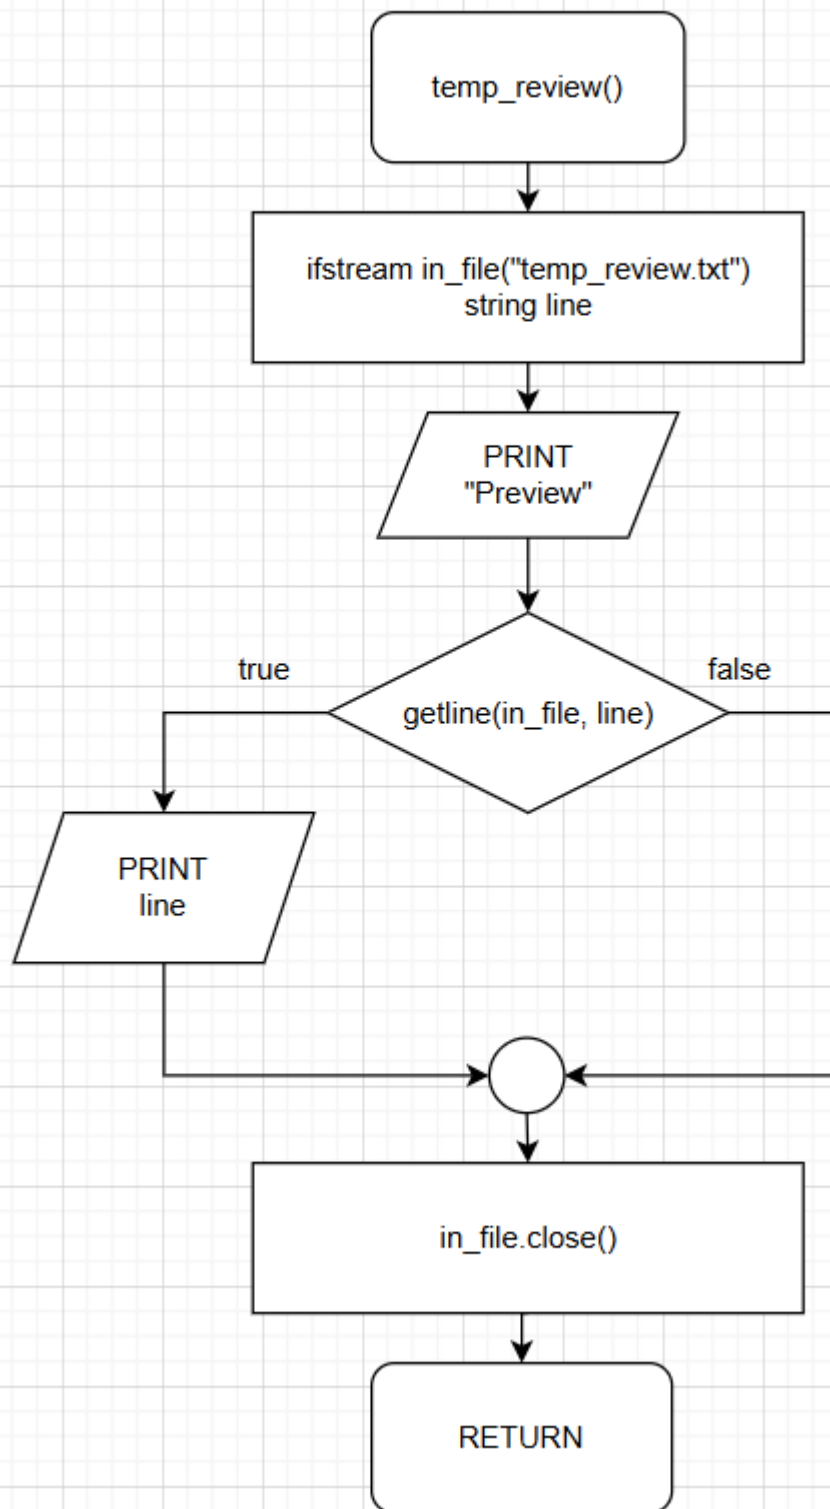 temp_review()
ifstream in_file("temp_review.txt")
string line
PRINT
"Preview"
true
false
getline(in_file, line)
PRINT
line
in_file.close()
RETURN